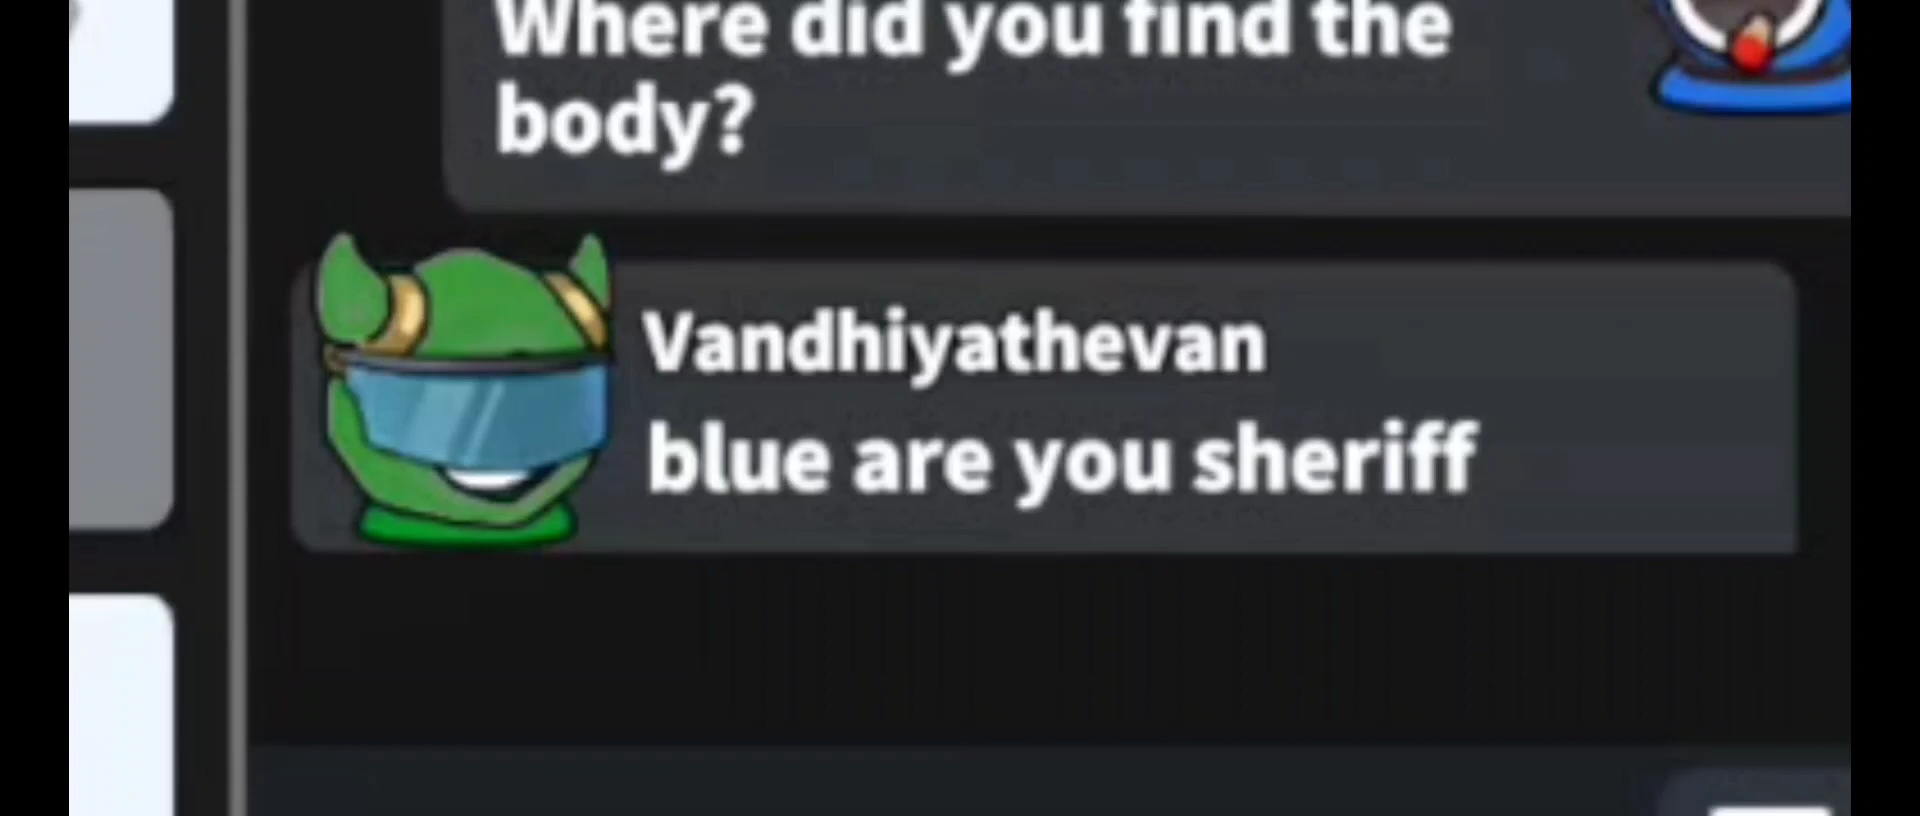 Where did you find the
body?
Vandhiyathevan
blue are you sheriff